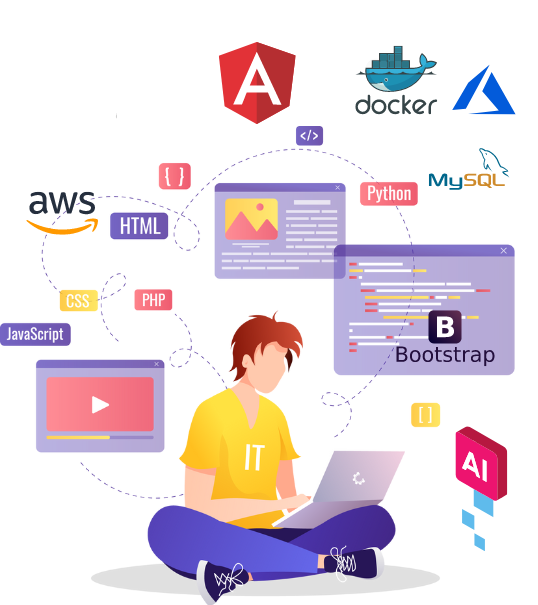 docker
</>
{ }
Python
MySQL
aws
HTML
CSS
PHP
JavaScript
B
Bootstrap
[ ]
IT
AI